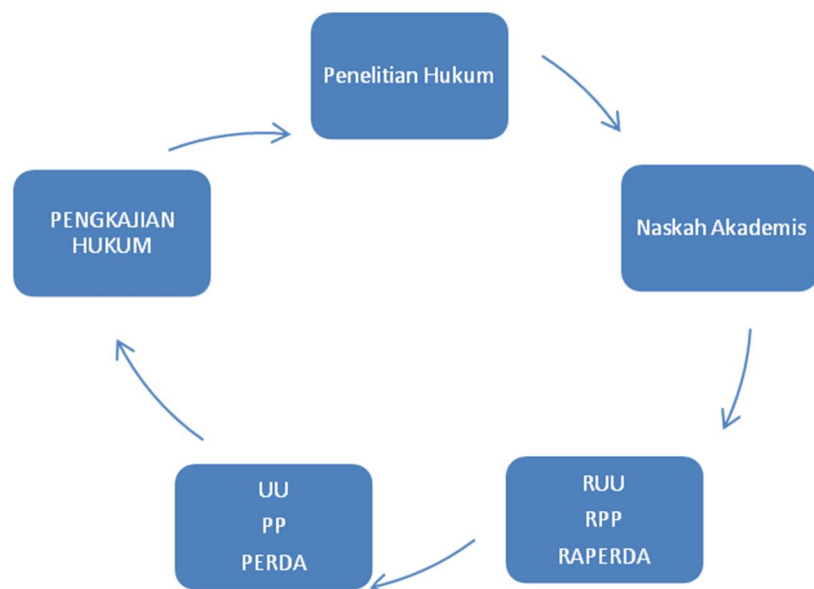 Penelitian Hukum
Naskah Akademis
RUU
RPP
RAPERDA
UU
PP
PERDA
PENGKAJIAN
HUKUM